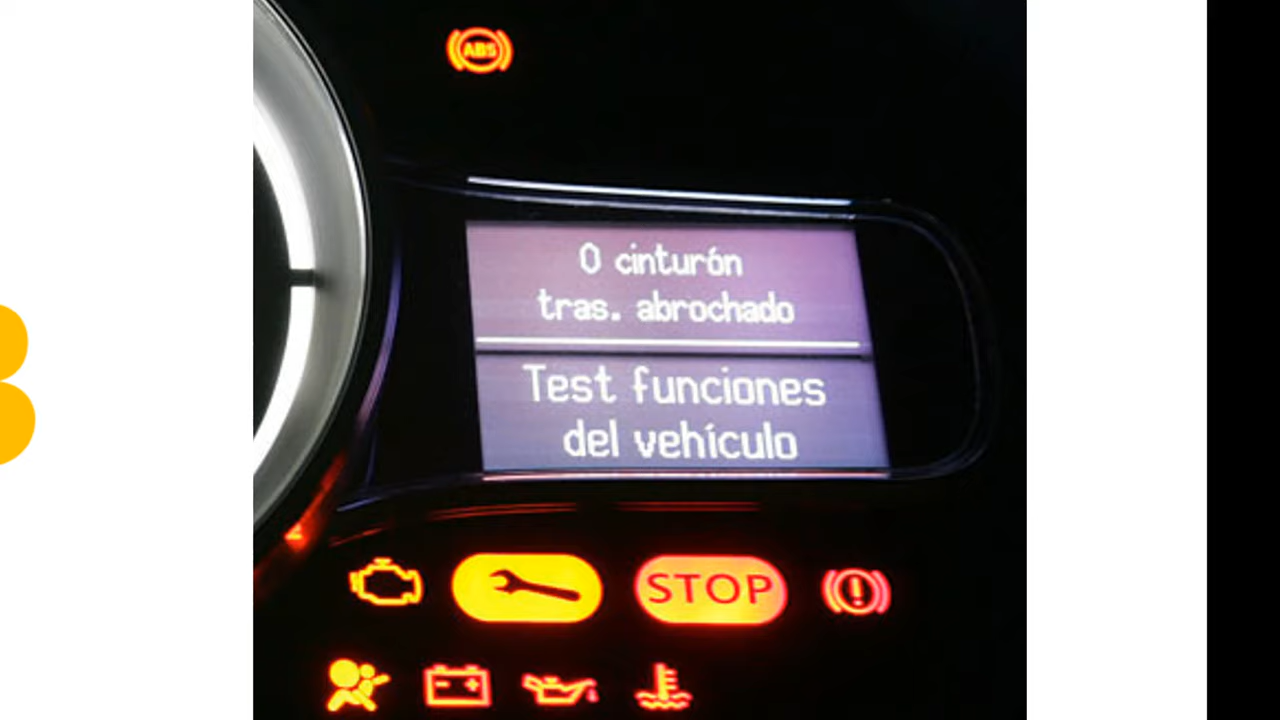 ABS
0 cinturón
tras. abrochado
Test funciones
del vehículo
STOP